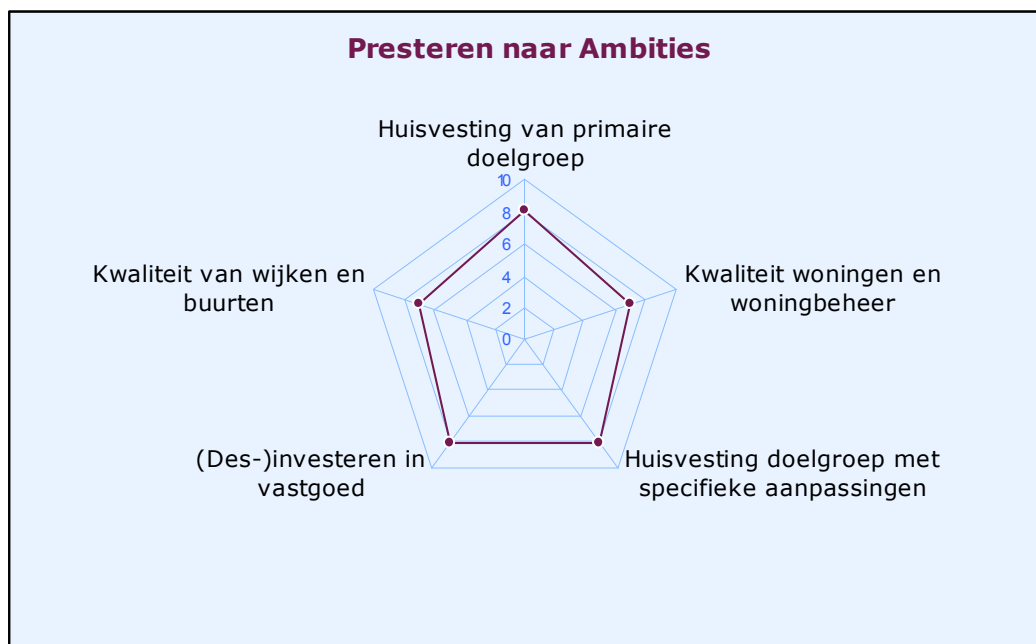 Presteren naar Ambities
Huisvesting van primaire
doelgroep
10
8
6
4
2
0
Kwaliteit van wijken en
buurten
Kwaliteit woningen en
woningbeheer
(Des-)investeren in
vastgoed
Huisvesting doelgroep met
specifieke aanpassingen